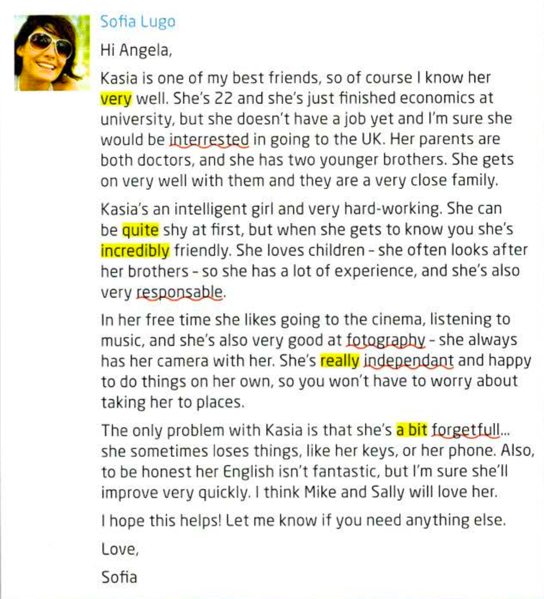 Sofia Lugo
Hi Angela,
Kasia is one of my best friends, so of course I know her
very well. She's 22 and she's just finished economics at
university, but she doesn't have a job yet and I'm sure she
would be interrested in going to the UK. Her parents are
both doctors, and she has two younger brothers. She gets
on very well with them and they are a very close family.
Kasia's an intelligent girl and very hard-working. She can
be quite shy at first, but when she gets to know you she's
incredibly friendly. She loves children – she often looks after
her brothers – so she has a lot of experience, and she's also
very responsable.
In her free time she likes going to the cinema, listening to
music, and she's also very good at fotography – she always
has her camera with her. She's really independant and happy
to do things on her own, so you won't have to worry about
taking her to places.
The only problem with Kasia is that she's a bit forgetfull...
she sometimes loses things, like her keys, or her phone. Also,
to be honest her English isn't fantastic, but I'm sure she'll
improve very quickly. I think Mike and Sally will love her.
I hope this helps! Let me know if you need anything else.
Love,
Sofia